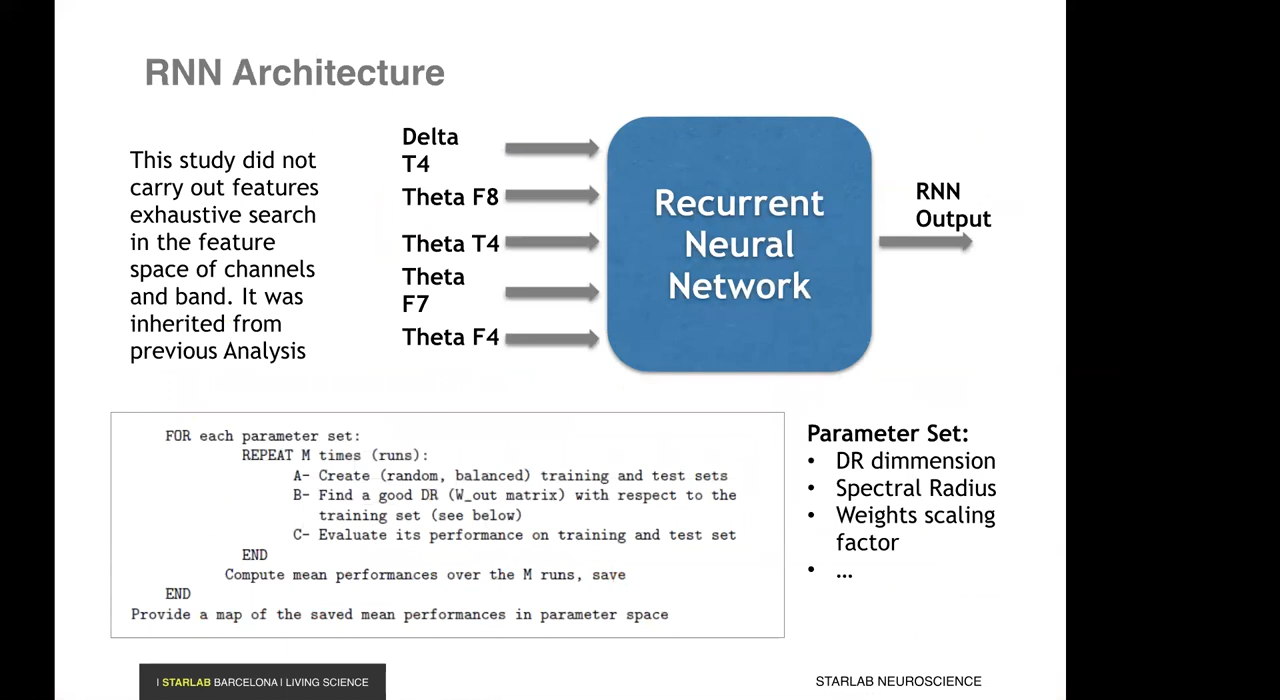 RNN Architecture
This study did not
carry out features
exhaustive search
in the feature
space of channels
and band. It was
inherited from
previous Analysis
Delta
T4
Theta F8
Theta T4
Theta
F7
Theta F4
Recurrent
Neural
Network
RNN
Output
FOR each parameter set:
REPEAT M times (runs):
A- Create (random, balanced) training and test sets
B- Find a good DR (W_out matrix) with respect to the
training set (see below)
C- Evaluate its performance on training and test set
END
Compute mean performances over the M runs, save
END
Provide a map of the saved mean performances in parameter space
Parameter Set:
• DR dimmension
• Spectral Radius
• Weights scaling
factor
• ...
| STARLAB BARCELONA | LIVING SCIENCE
STARLAB NEUROSCIENCE